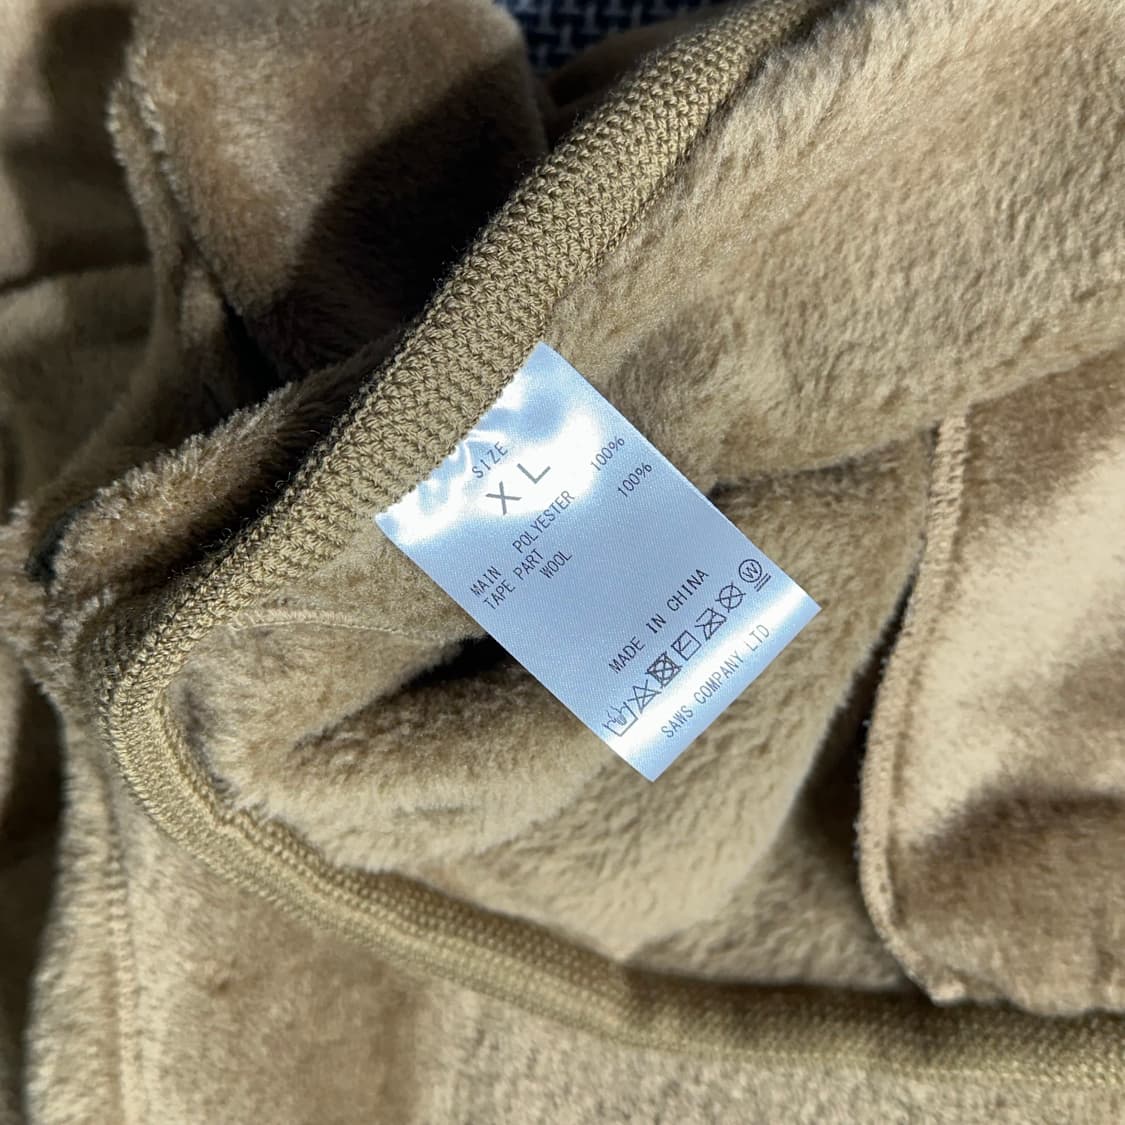 SIZE
XL
MAIN
POLYESTER 100%
TAPE PART
WOOL 100%
MADE IN CHINA
W
SAWS COMPANY LTD